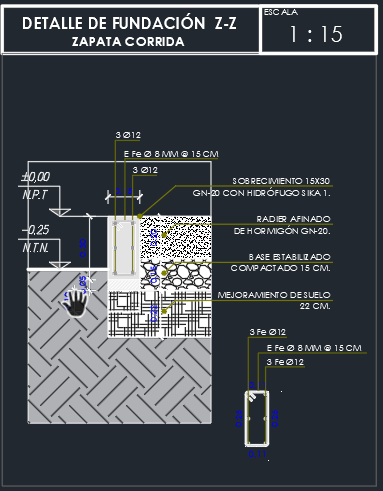 DETALLE DE FUNDACIÓN Z-Z
ZAPATA CORRIDA
ESCALA
1 : 15
3 Ø12
E Fe Ø 8 MM @ 15 CM
3 Ø12
±0,00
N.P.T
SOBRECIMIENTO 15X30
GN-20 CON HIDRÓFUGO SIKA 1.
RADIER AFINADO
DE HORMIGÓN GN-20.
-0,25
N.T.N.
BASE ESTABILIZADO
COMPACTADO 15 CM.
MEJORAMIENTO DE SUELO
22 CM.
3 Fe Ø12
E Fe Ø 8 MM @ 15 CM
3 Fe Ø12